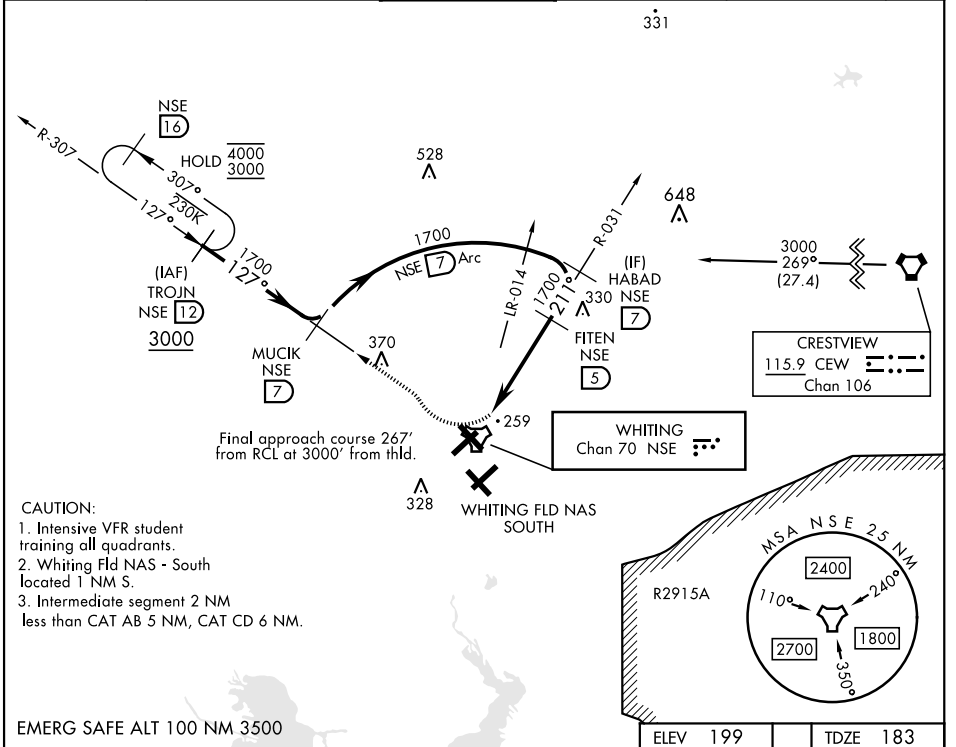 331
NSE
16
R-307
HOLD 4000
3000
307°
230K
127°
528
648
1700
127°
(IAF)
TROJN
NSE 12
3000
1700
NSE 7 Arc
LR-014
R-031
1700
211°
(IF)
HABAD
NSE
7
330
3000
269°
(27.4)
MUCIK
NSE
7
370
FITEN
NSE
5
CRESTVIEW
115.9 CEW
Chan 106
259
WHITING
Chan 70 NSE
Final approach course 267'
from RCL at 3000' from thld.
328
WHITING FLD NAS
SOUTH
CAUTION:
1. Intensive VFR student
training all quadrants.
2. Whiting Fld NAS - South
located 1 NM S.
3. Intermediate segment 2 NM
less than CAT AB 5 NM, CAT CD 6 NM.
R2915A
MSA NSE 25 NM
2400
110°
240°
2700
1800
350°
EMERG SAFE ALT 100 NM 3500
ELEV 199
TDZE 183